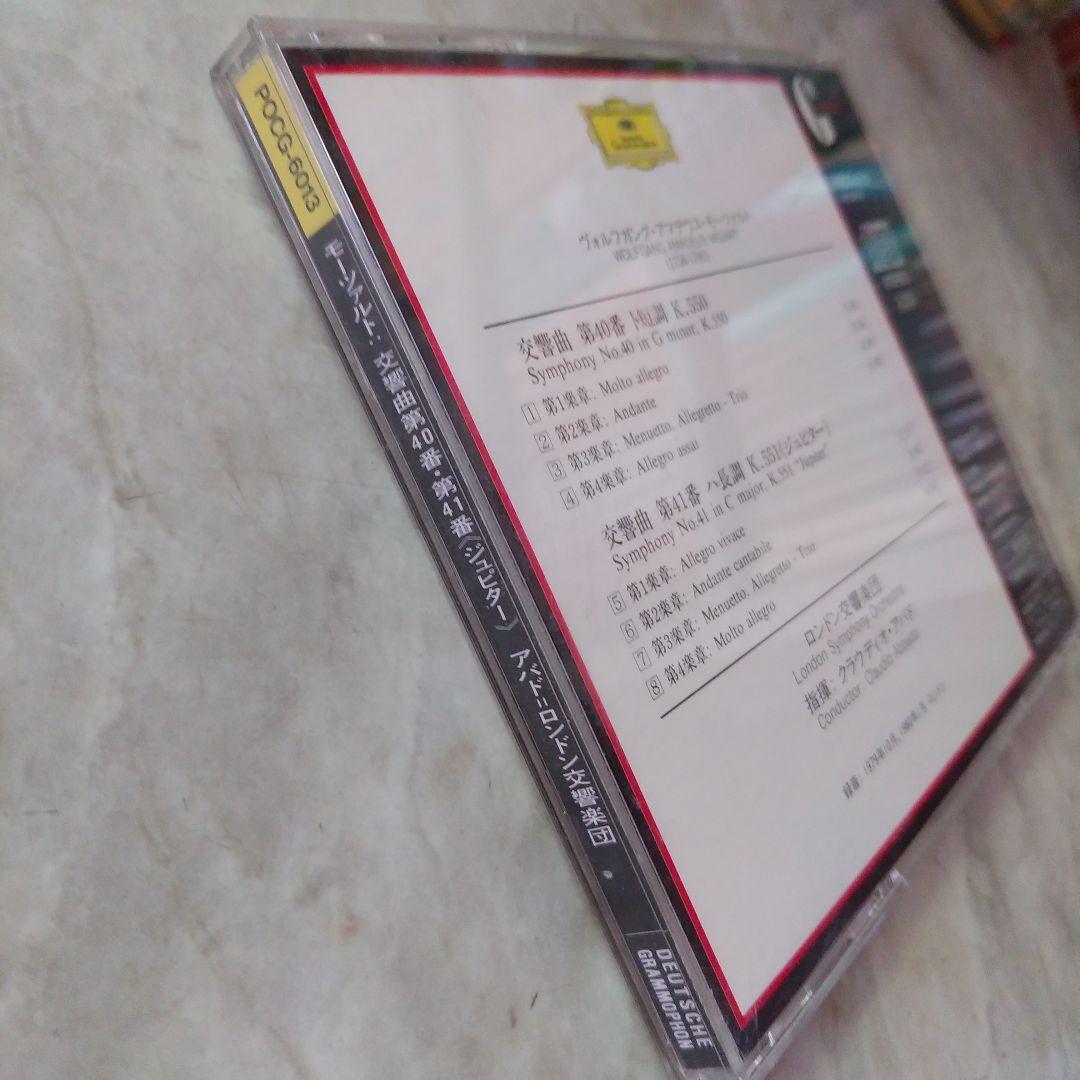 POCG-6013
モーツァルト：交響曲第40番・第41番《ジュピター》 アバド=ロンドン交響楽団
DEUTSCHE
GRAMMOPHON
ヴォルフガング・アマデウス・モーツァルト
WOLFGANG AMADEUS MOZART
交響曲 第40番 ト短調 K.550
Symphony No.40 in G minor, K.550
1 第1楽章: Molto allegro
2 第2楽章: Andante
3 第3楽章: Menuetto. Allegretto - Trio
4 第4楽章: Allegro assai
交響曲 第41番 ハ長調 K.551《ジュピター》
Symphony No.41 in C major, K.551 "Jupiter"
5 第1楽章: Allegro vivace
6 第2楽章: Andante cantabile
7 第3楽章: Menuetto. Allegretto - Trio
8 第4楽章: Molto allegro
ロンドン交響楽団
London Symphony Orchestra
指揮: クラウディオ・アバド
Conductor: Claudio Abbado